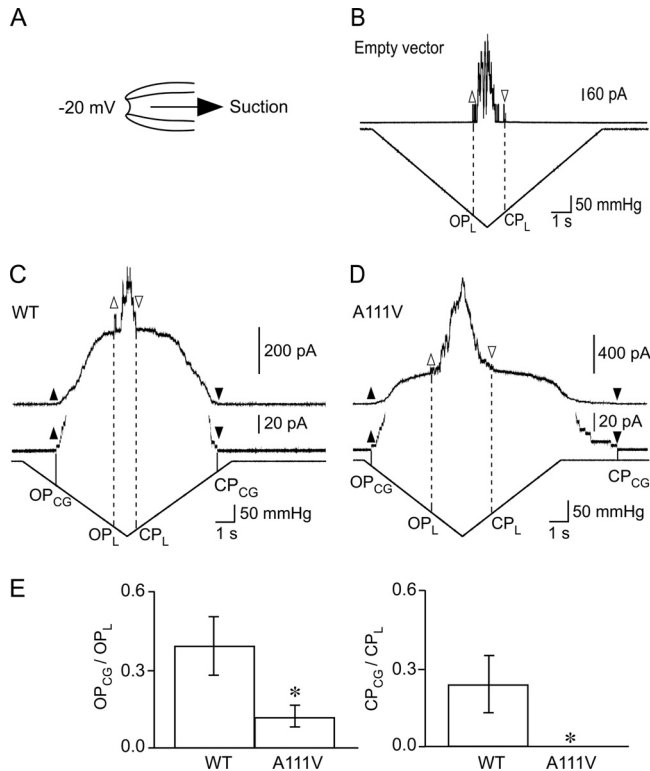 A
-20 mV
Suction
B
Empty vector
60 pA
OPL
CPL
50 mmHg
1 s
C
WT
200 pA
20 pA
OPCG
CPCG
OPL
CPL
50 mmHg
1 s
D
A111V
400 pA
20 pA
OPCG
CPCG
OPL
CPL
50 mmHg
1 s
E
OPCG / OPL
0.6
0.3
0.0
*
WT
A111V
CPCG / CPL
0.6
0.3
0.0
*
WT
A111V